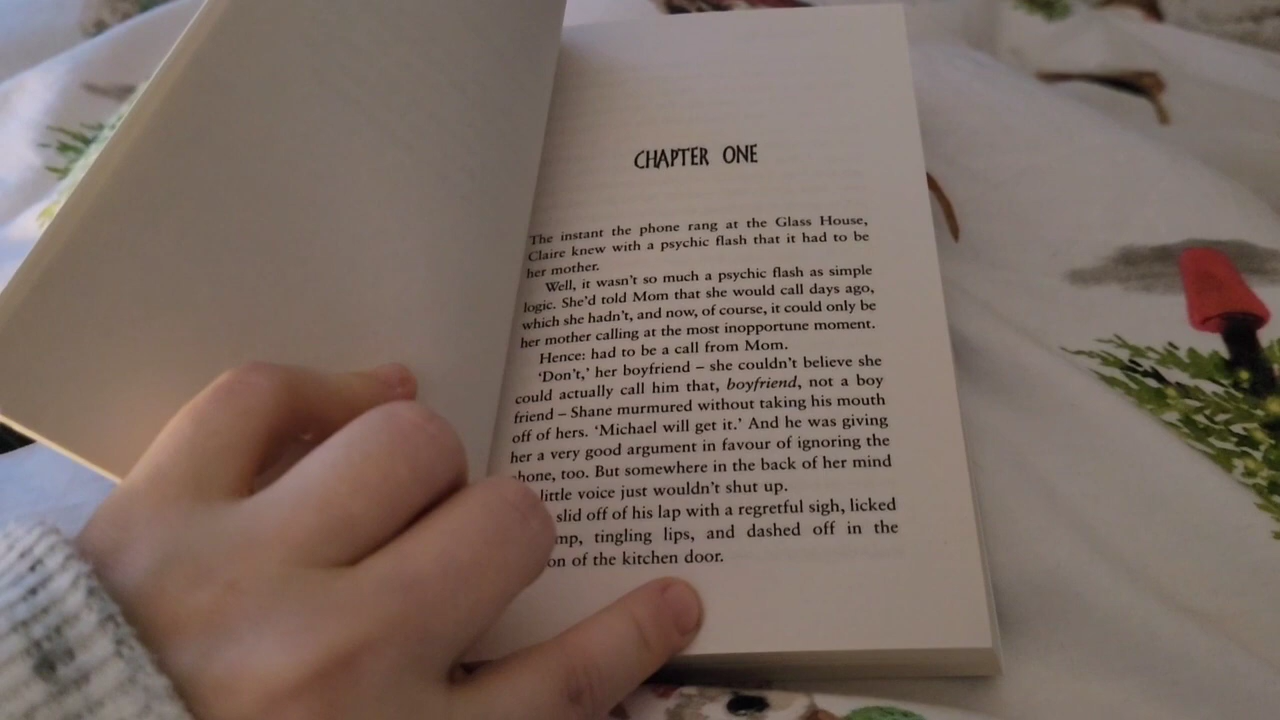 CHAPTER ONE
The instant the phone rang at the Glass House,
Claire knew with a psychic flash that it had to be
her mother.
Well, it wasn't so much a psychic flash as simple
logic. She'd told Mom that she would call days ago,
which she hadn't, and now, of course, it could only be
her mother calling at the most inopportune moment.
Hence: had to be a call from Mom.
'Don't,' her boyfriend – she couldn't believe she
could actually call him that, boyfriend, not a boy
friend – Shane murmured without taking his mouth
off of hers. 'Michael will get it.' And he was giving
her a very good argument in favour of ignoring the
phone, too. But somewhere in the back of her mind
little voice just wouldn't shut up.
slid off of his lap with a regretful sigh, licked
tingling lips, and dashed off in the
of the kitchen door.